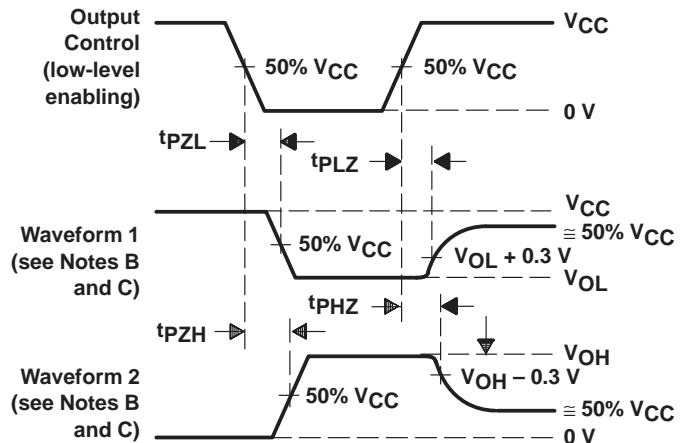 Output
Control
(low-level
enabling)
VCC
50% VCC
50% VCC
0 V
tPZL
tPLZ
VCC
Waveform 1
(see Notes B
and C)
50% VCC
≅ 50% VCC
VOL + 0.3 V
VOL
tPHZ
tPZH
VOH
Waveform 2
(see Notes B
and C)
50% VCC
VOH − 0.3 V
≅ 50% VCC
0 V